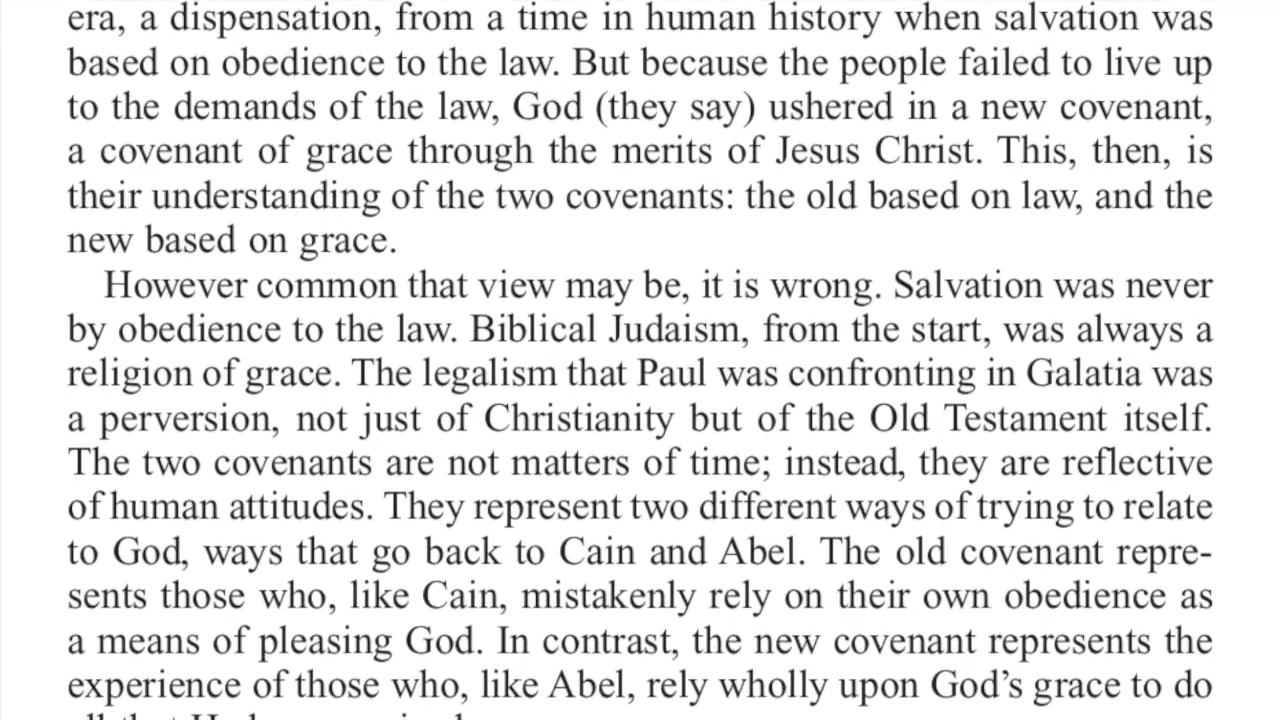 era, a dispensation, from a time in human history when salvation was
based on obedience to the law. But because the people failed to live up
to the demands of the law, God (they say) ushered in a new covenant,
a covenant of grace through the merits of Jesus Christ. This, then, is
their understanding of the two covenants: the old based on law, and the
new based on grace.
However common that view may be, it is wrong. Salvation was never
by obedience to the law. Biblical Judaism, from the start, was always a
religion of grace. The legalism that Paul was confronting in Galatia was
a perversion, not just of Christianity but of the Old Testament itself.
The two covenants are not matters of time; instead, they are reflective
of human attitudes. They represent two different ways of trying to relate
to God, ways that go back to Cain and Abel. The old covenant repre-
sents those who, like Cain, mistakenly rely on their own obedience as
a means of pleasing God. In contrast, the new covenant represents the
experience of those who, like Abel, rely wholly upon God's grace to do